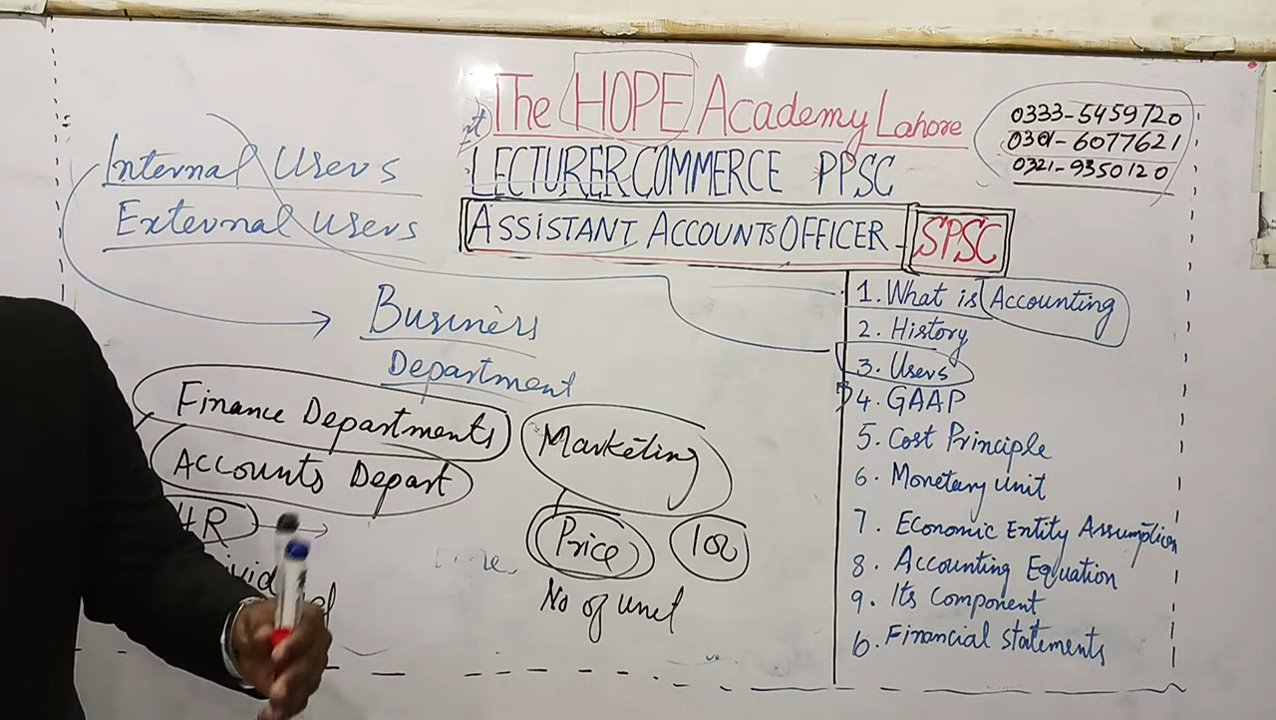 The HOPE Academy Lahore
LECTURER COMMERCE PPSC
ASSISTANT ACCOUNTS OFFICER - SPSC
0333-5459720
0301-6077621
0321-9350120
Internal Users
External Users
Business
Department
Finance Departments
Accounts Depart
HR
Marketing
Price 100
No of unit
1. What is Accounting
2. History
3. Users
4. GAAP
5. Cost Principle
6. Monetary unit
7. Economic Entity Assumption
8. Accounting Equation
9. Its Component
10. Financial statements